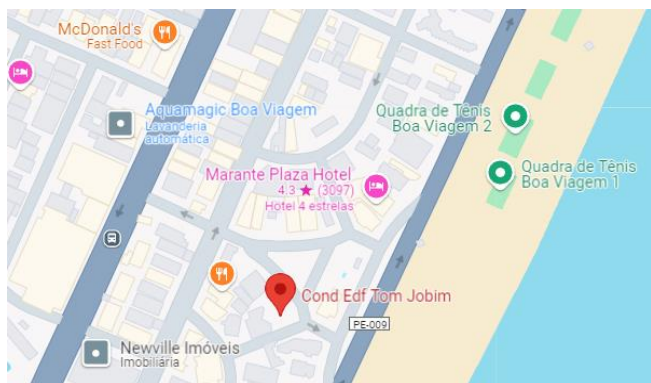 McDonald's
Fast Food
Aquamagic Boa Viagem
Lavanderia
automática
Quadra de Tênis
Boa Viagem 2
Marante Plaza Hotel
4.3 ★ (3097)
Hotel 4 estrelas
Quadra de Tênis
Boa Viagem 1
Cond Edf Tom Jobim
PE-009
Newville Imóveis
Imobiliária